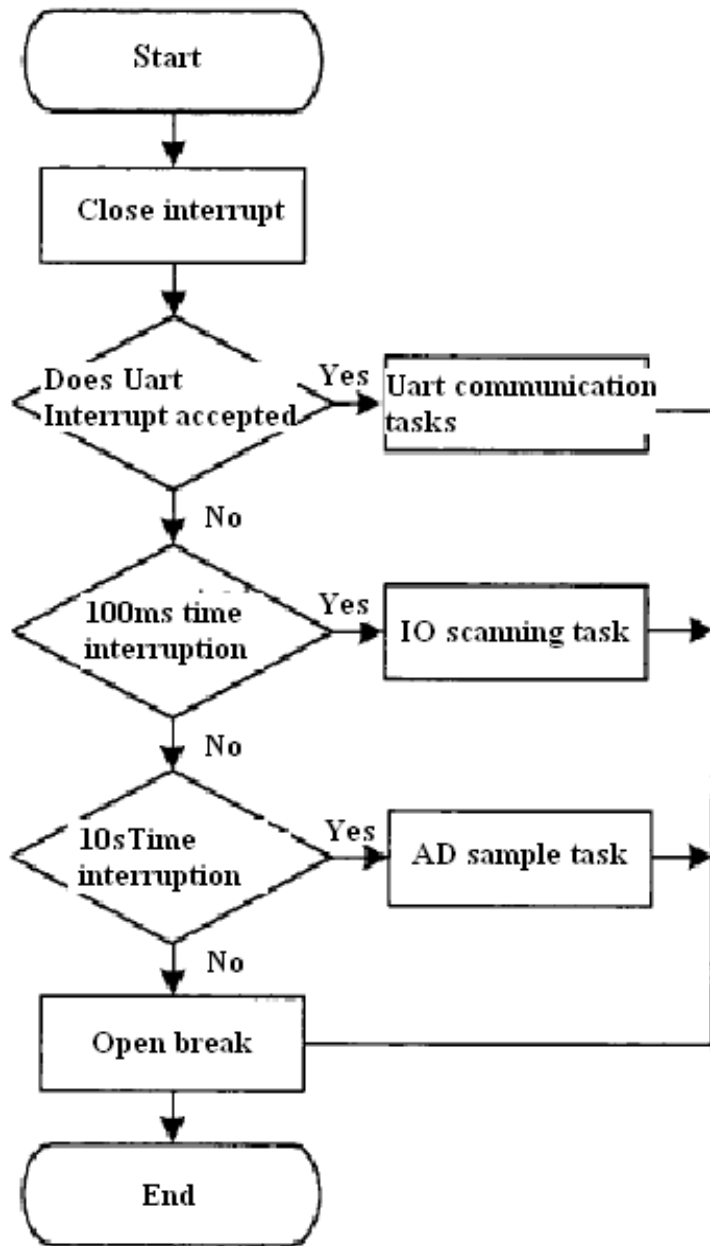 Start
Close interrupt
Does Uart
Interrupt accepted
Yes
Uart communication
tasks
No
100ms time
interruption
Yes
IO scanning task
No
10sTime
interruption
Yes
AD sample task
No
Open break
End